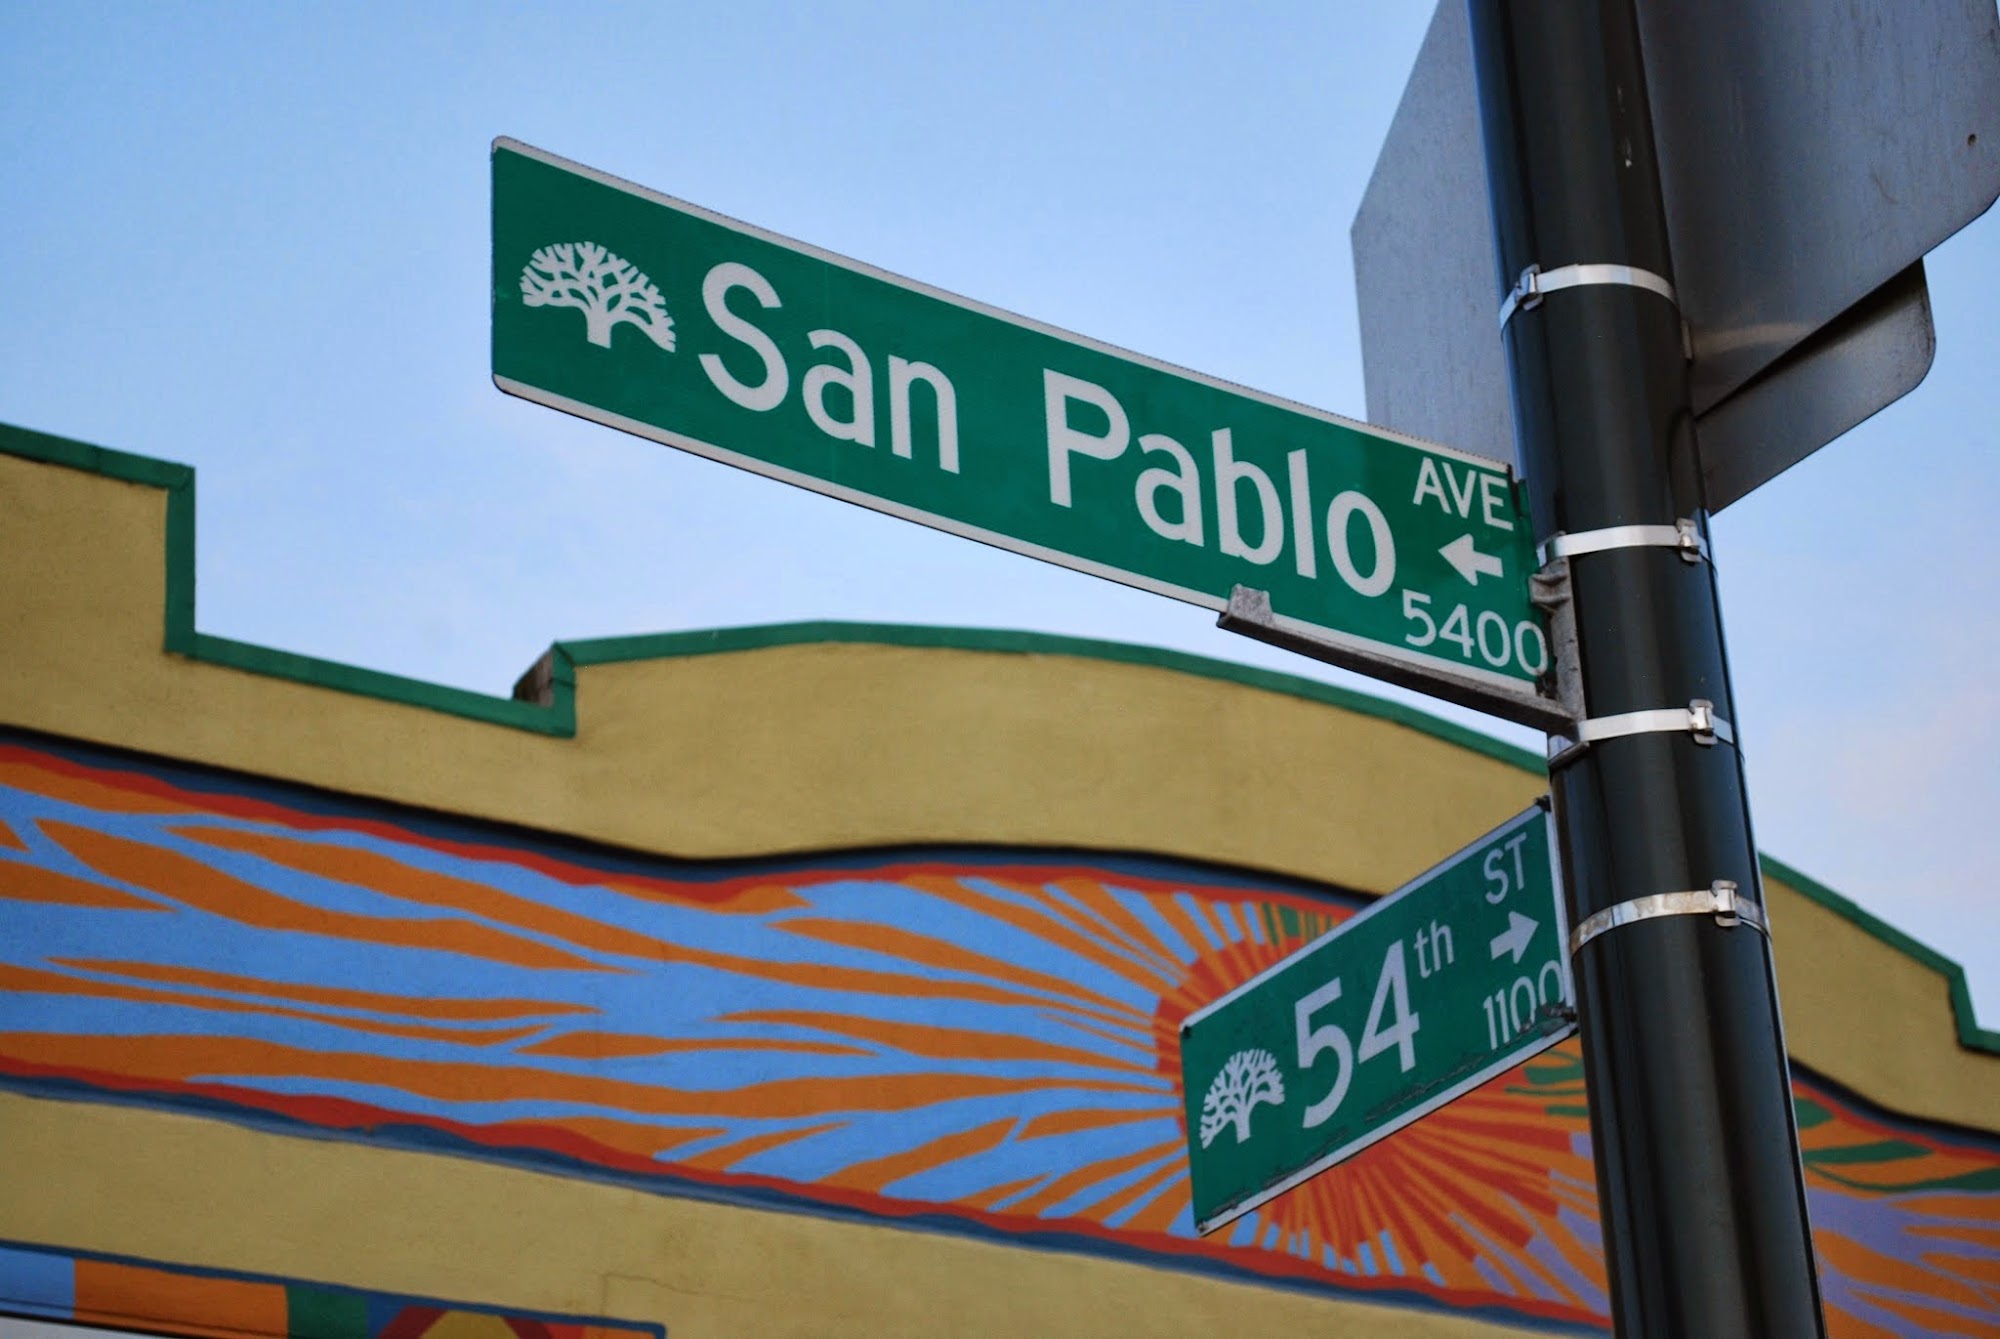 San Pablo AVE
←
5400
54th ST
→
1100